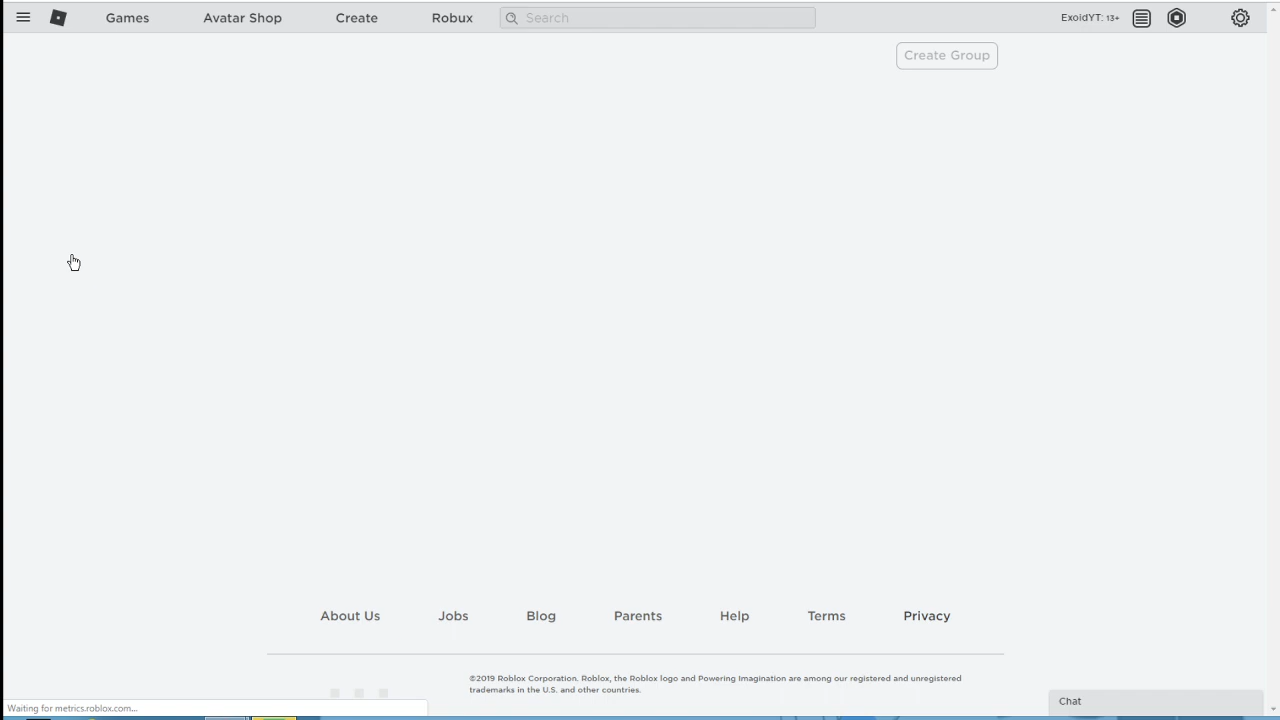 Games
Avatar Shop
Create
Robux
Search
ExoidYT: 13+
Create Group
About Us
Jobs
Blog
Parents
Help
Terms
Privacy
©2019 Roblox Corporation. Roblox, the Roblox logo and Powering Imagination are among our registered and unregistered
trademarks in the U.S. and other countries.
Chat
Waiting for metrics.roblox.com...